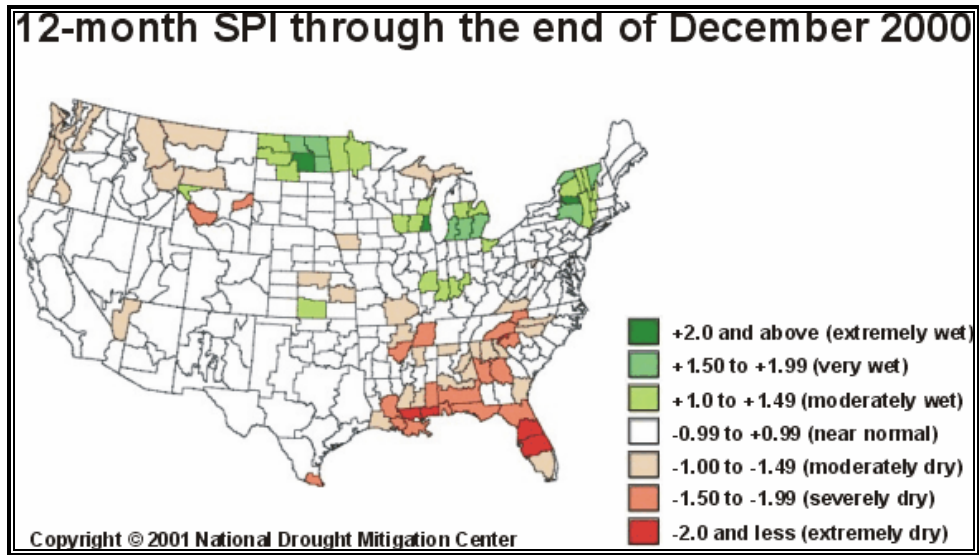 12-month SPI through the end of December 2000
+2.0 and above (extremely wet)
+1.50 to +1.99 (very wet)
+1.0 to +1.49 (moderately wet)
-0.99 to +0.99 (near normal)
-1.00 to -1.49 (moderately dry)
-1.50 to -1.99 (severely dry)
-2.0 and less (extremely dry)
Copyright © 2001 National Drought Mitigation Center